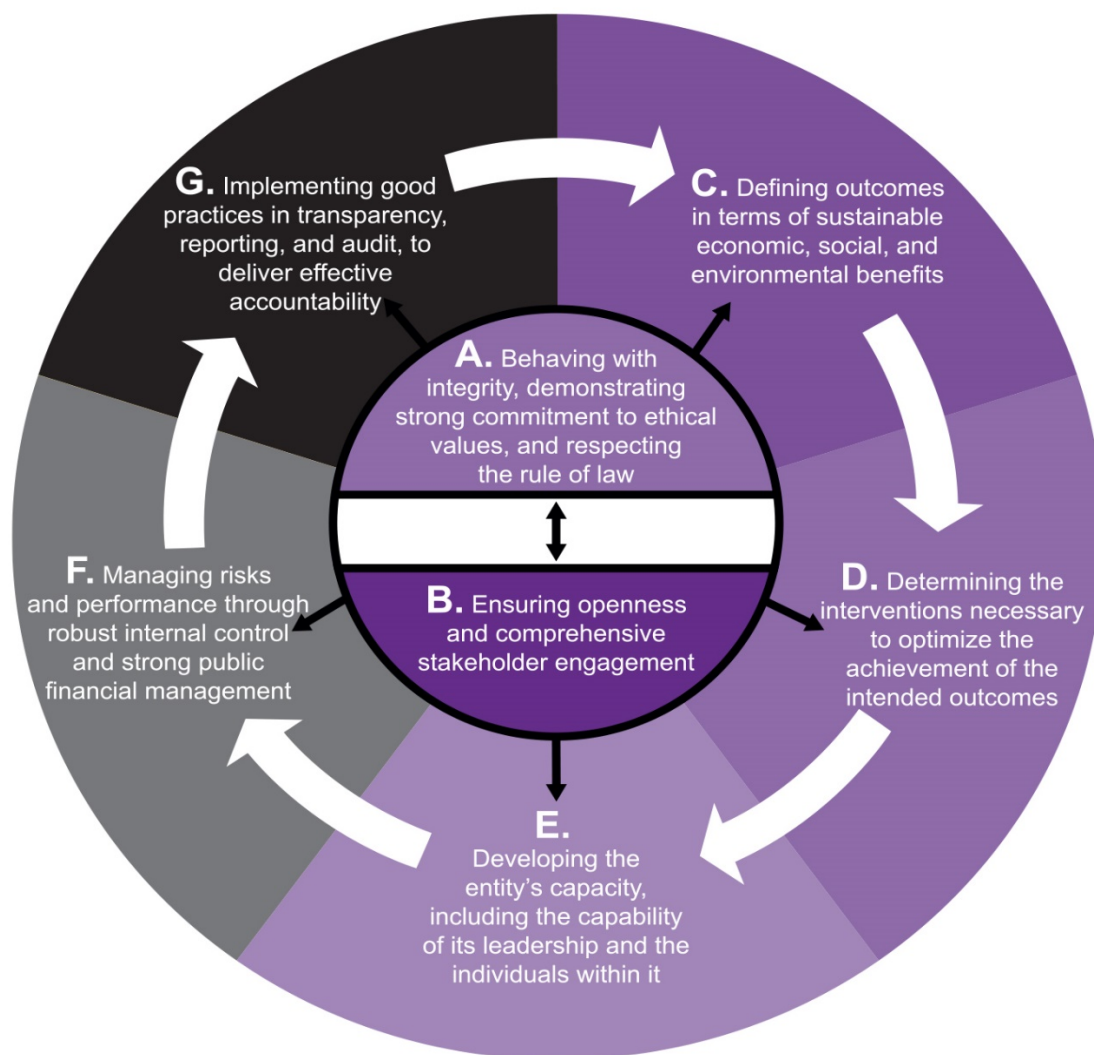 A. Behaving with
integrity, demonstrating
strong commitment to ethical
values, and respecting
the rule of law
B. Ensuring openness
and comprehensive
stakeholder engagement
C. Defining outcomes
in terms of sustainable
economic, social, and
environmental benefits
D. Determining the
interventions necessary
to optimize the
achievement of the
intended outcomes
E.
Developing the
entity’s capacity,
including the capability
of its leadership and the
individuals within it
F. Managing risks
and performance through
robust internal control
and strong public
financial management
G. Implementing good
practices in transparency,
reporting, and audit, to
deliver effective
accountability